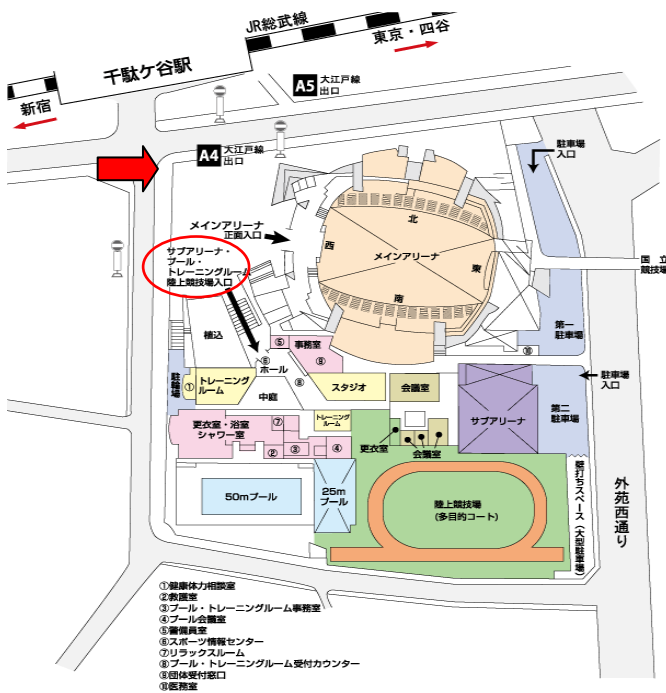 JR総武線
東京・四谷
千駄ケ谷駅
新宿
A5 大江戸線
出口
A4 大江戸線
出口
駐車場
入口
メインアリーナ
正面入口
北
西
メインアリーナ
東
南
国立
競技場
サブアリーナ・
プール・
トレーニングルーム
陸上競技場入口
植込
第一
駐車場
⑤
事務室
⑨
⑩
⑥
ホール
⑧
駐車場
入口
駐輪場
①
トレーニング
ルーム
中庭
スタジオ
会議室
サブアリーナ
第二
駐車場
更衣室・浴室
シャワー室
⑦
トレーニング
ルーム
②
③
④
更衣室
会議室
50mプール
25m
プール
陸上競技場
(多目的コート)
壁打ちスペース(大型駐車場)
外苑西通り
①健康体力相談室
②救護室
③プール・トレーニングルーム事務室
④プール会議室
⑤警備員室
⑥スポーツ情報センター
⑦リラックスルーム
⑧プール・トレーニングルーム受付カウンター
⑨団体受付窓口
⑩医務室